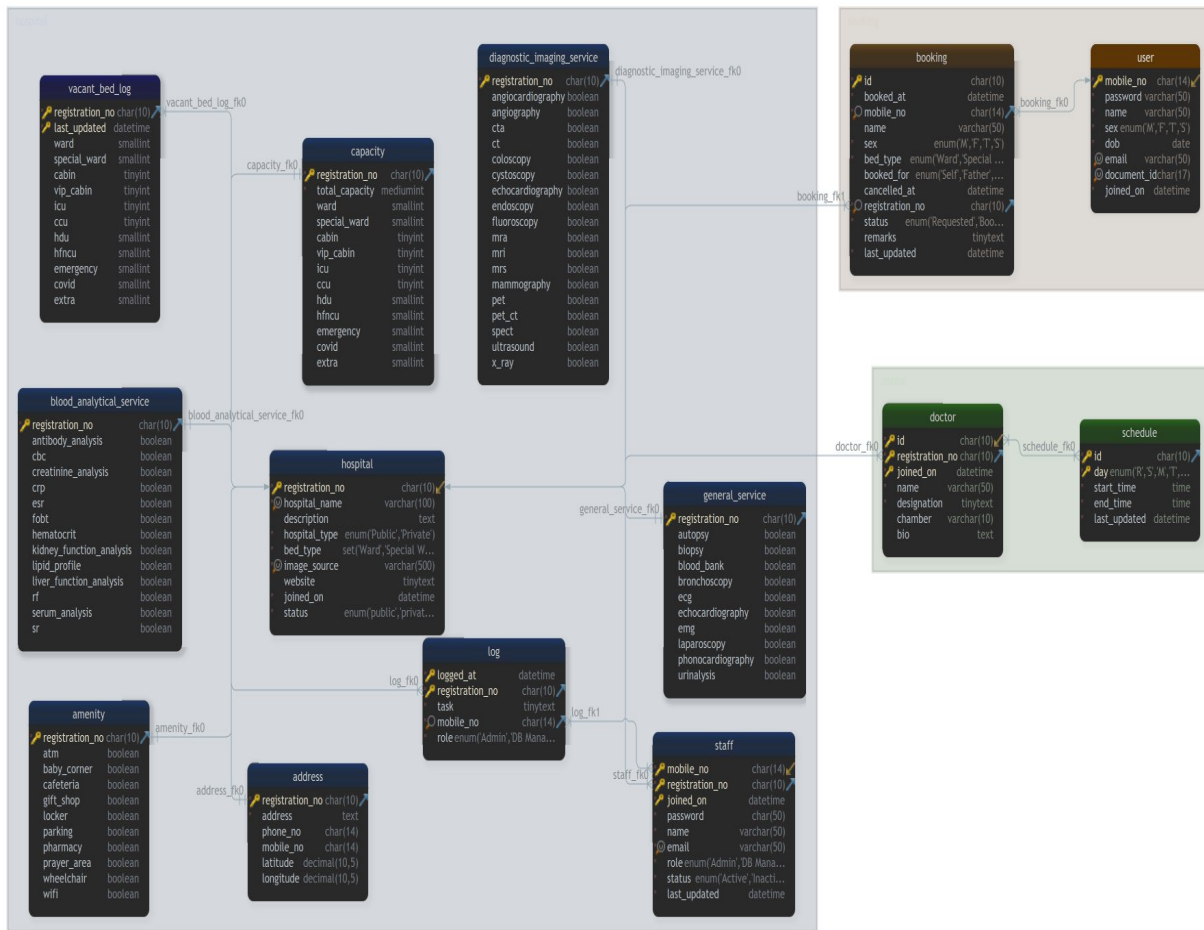 vacant_bed_log
registration_no char(10)
last_updated datetime
ward smallint
special_ward smallint
cabin tinyint
vip_cabin tinyint
icu tinyint
ccu tinyint
hdu smallint
hfncu smallint
emergency smallint
covid smallint
extra smallint
vacant_bed_log_fk0
capacity_fk0
capacity
registration_no char(10)
total_capacity mediumint
ward smallint
special_ward smallint
cabin tinyint
vip_cabin tinyint
icu tinyint
ccu tinyint
hdu smallint
hfncu smallint
emergency smallint
covid smallint
extra smallint
diagnostic_imaging_service
registration_no char(10)
angiocardiography boolean
angiography boolean
cta boolean
ct boolean
coloscopy boolean
cystoscopy boolean
echocardiography boolean
endoscopy boolean
fluoroscopy boolean
mra boolean
mri boolean
mrs boolean
mammography boolean
pet boolean
pet_ct boolean
spect boolean
ultrasound boolean
x_ray boolean
diagnostic_imaging_service_fk0
booking_fk1
booking
id char(10)
booked_at datetime
mobile_no char(14)
name varchar(50)
sex enum('M','F','T','S')
bed_type enum('Ward','Special ...
booked_for enum('Self','Father',...
cancelled_at datetime
registration_no char(10)
status enum('Requested','Boo...
remarks tinytext
last_updated datetime
booking_fk0
user
mobile_no char(14)
password varchar(50)
name varchar(50)
sex enum('M','F','T','S')
dob date
email varchar(50)
document_id char(17)
joined_on datetime
blood_analytical_service
registration_no char(10)
antibody_analysis boolean
cbc boolean
creatinine_analysis boolean
crp boolean
esr boolean
fobt boolean
hematocrit boolean
kidney_function_analysis boolean
lipid_profile boolean
liver_function_analysis boolean
rf boolean
serum_analysis boolean
sr boolean
blood_analytical_service_fk0
hospital
registration_no char(10)
hospital_name varchar(100)
description text
hospital_type enum('Public','Private')
bed_type set('Ward','Special W...
image_source varchar(500)
website tinytext
joined_on datetime
status enum('public','privat...
general_service_fk0
general_service
registration_no char(10)
autopsy boolean
biopsy boolean
blood_bank boolean
bronchoscopy boolean
ecg boolean
echocardiography boolean
emg boolean
laparoscopy boolean
phonocardiography boolean
urinalysis boolean
doctor_fk0
doctor
id char(10)
registration_no char(10)
joined_on datetime
name varchar(50)
designation tinytext
chamber varchar(10)
bio text
schedule_fk0
schedule
id char(10)
day enum('R','S','M','T',...
start_time time
end_time time
last_updated datetime
log_fk0
log
logged_at datetime
registration_no char(10)
task tinytext
mobile_no char(14)
role enum('Admin','DB Mana...
log_fk1
amenity
registration_no char(10)
atm boolean
baby_corner boolean
cafeteria boolean
gift_shop boolean
locker boolean
parking boolean
pharmacy boolean
prayer_area boolean
wheelchair boolean
wifi boolean
amenity_fk0
address_fk0
address
registration_no char(10)
address text
phone_no char(14)
mobile_no char(14)
latitude decimal(10,5)
longitude decimal(10,5)
staff_fk0
staff
mobile_no char(14)
registration_no char(10)
joined_on datetime
password char(50)
name varchar(50)
email varchar(50)
role enum('Admin','DB Mana...
status enum('Active','Inacti...
last_updated datetime